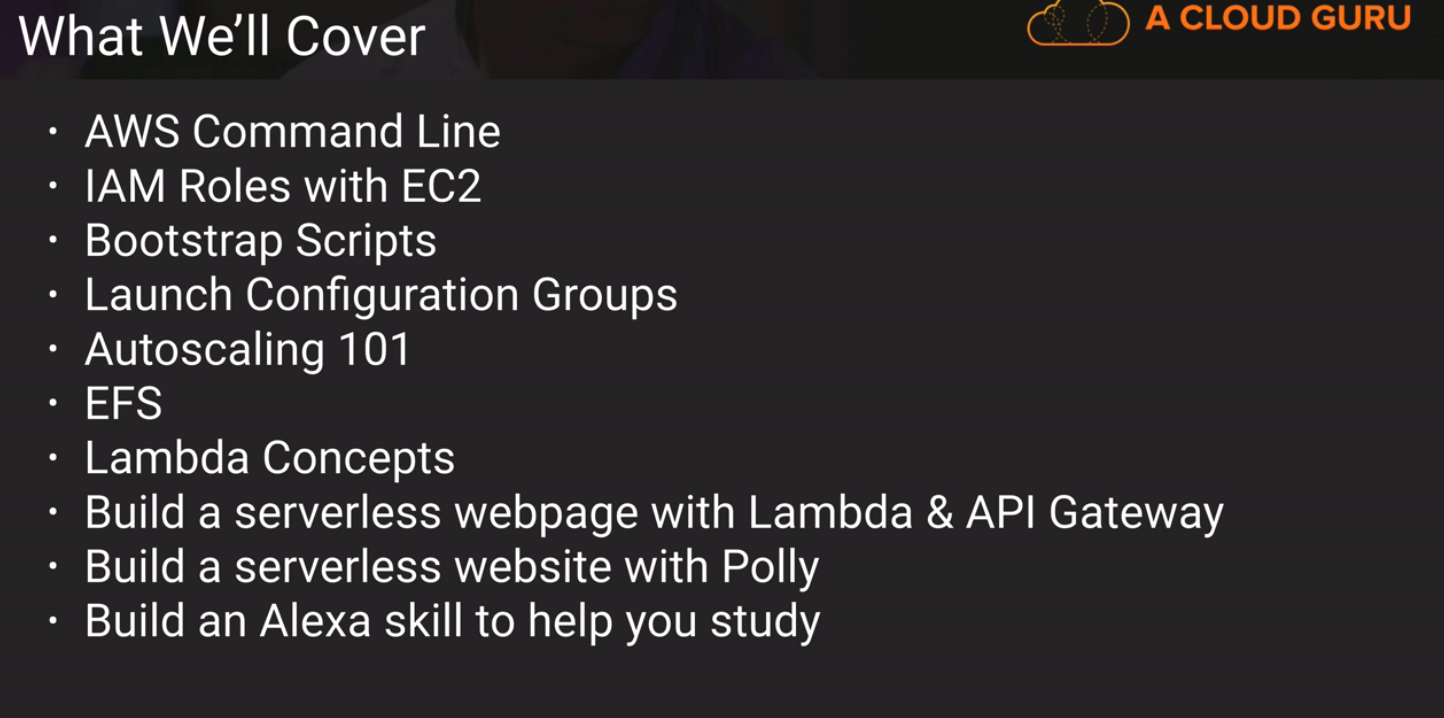 What We’ll Cover
A CLOUD GURU
· AWS Command Line
· IAM Roles with EC2
· Bootstrap Scripts
· Launch Configuration Groups
· Autoscaling 101
· EFS
· Lambda Concepts
· Build a serverless webpage with Lambda & API Gateway
· Build a serverless website with Polly
· Build an Alexa skill to help you study